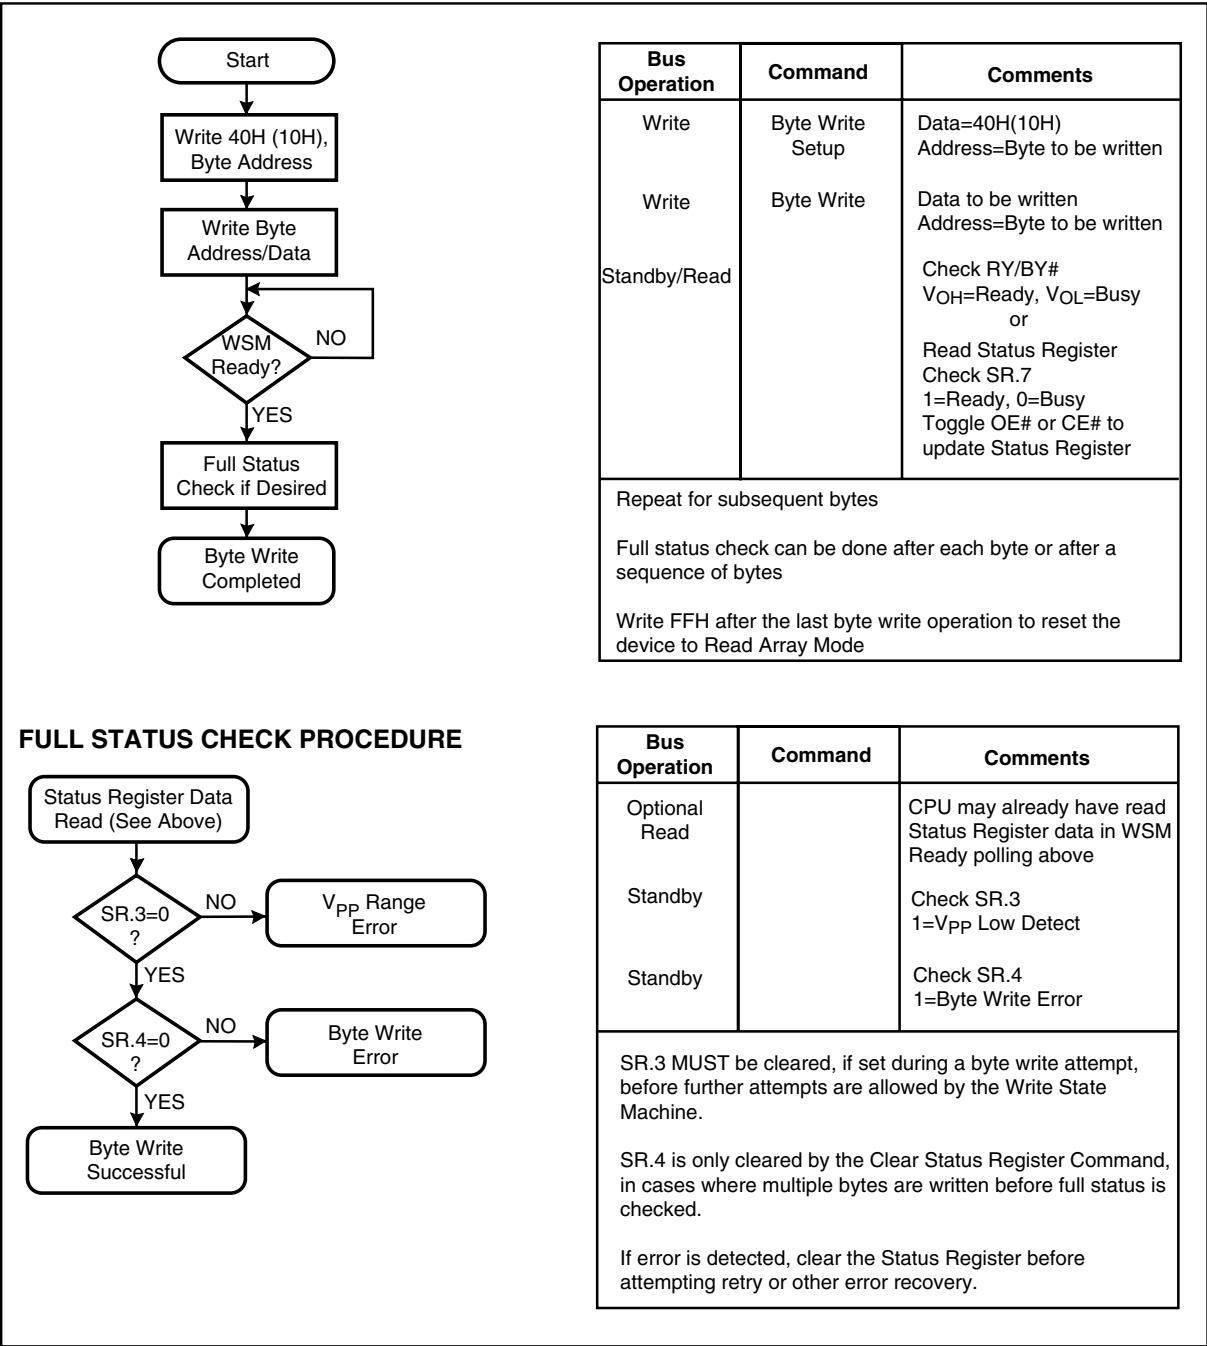 Start
Write 40H (10H),
Byte Address
Write Byte
Address/Data
WSM
Ready?
NO
YES
Full Status
Check if Desired
Byte Write
Completed
Bus
Operation
Command
Comments
Write
Byte Write
Setup
Data=40H(10H)
Address=Byte to be written
Write
Byte Write
Data to be written
Address=Byte to be written
Standby/Read
Check RY/BY#
VOH=Ready, VOL=Busy
or
Read Status Register
Check SR.7
1=Ready, 0=Busy
Toggle OE# or CE# to
update Status Register
Repeat for subsequent bytes
Full status check can be done after each byte or after a
sequence of bytes
Write FFH after the last byte write operation to reset the
device to Read Array Mode
FULL STATUS CHECK PROCEDURE
Status Register Data
Read (See Above)
SR.3=0
?
NO
VPP Range
Error
YES
SR.4=0
?
NO
Byte Write
Error
YES
Byte Write
Successful
Bus
Operation
Command
Comments
Optional
Read
CPU may already have read
Status Register data in WSM
Ready polling above
Standby
Check SR.3
1=VPP Low Detect
Standby
Check SR.4
1=Byte Write Error
SR.3 MUST be cleared, if set during a byte write attempt,
before further attempts are allowed by the Write State
Machine.
SR.4 is only cleared by the Clear Status Register Command,
in cases where multiple bytes are written before full status is
checked.
If error is detected, clear the Status Register before
attempting retry or other error recovery.